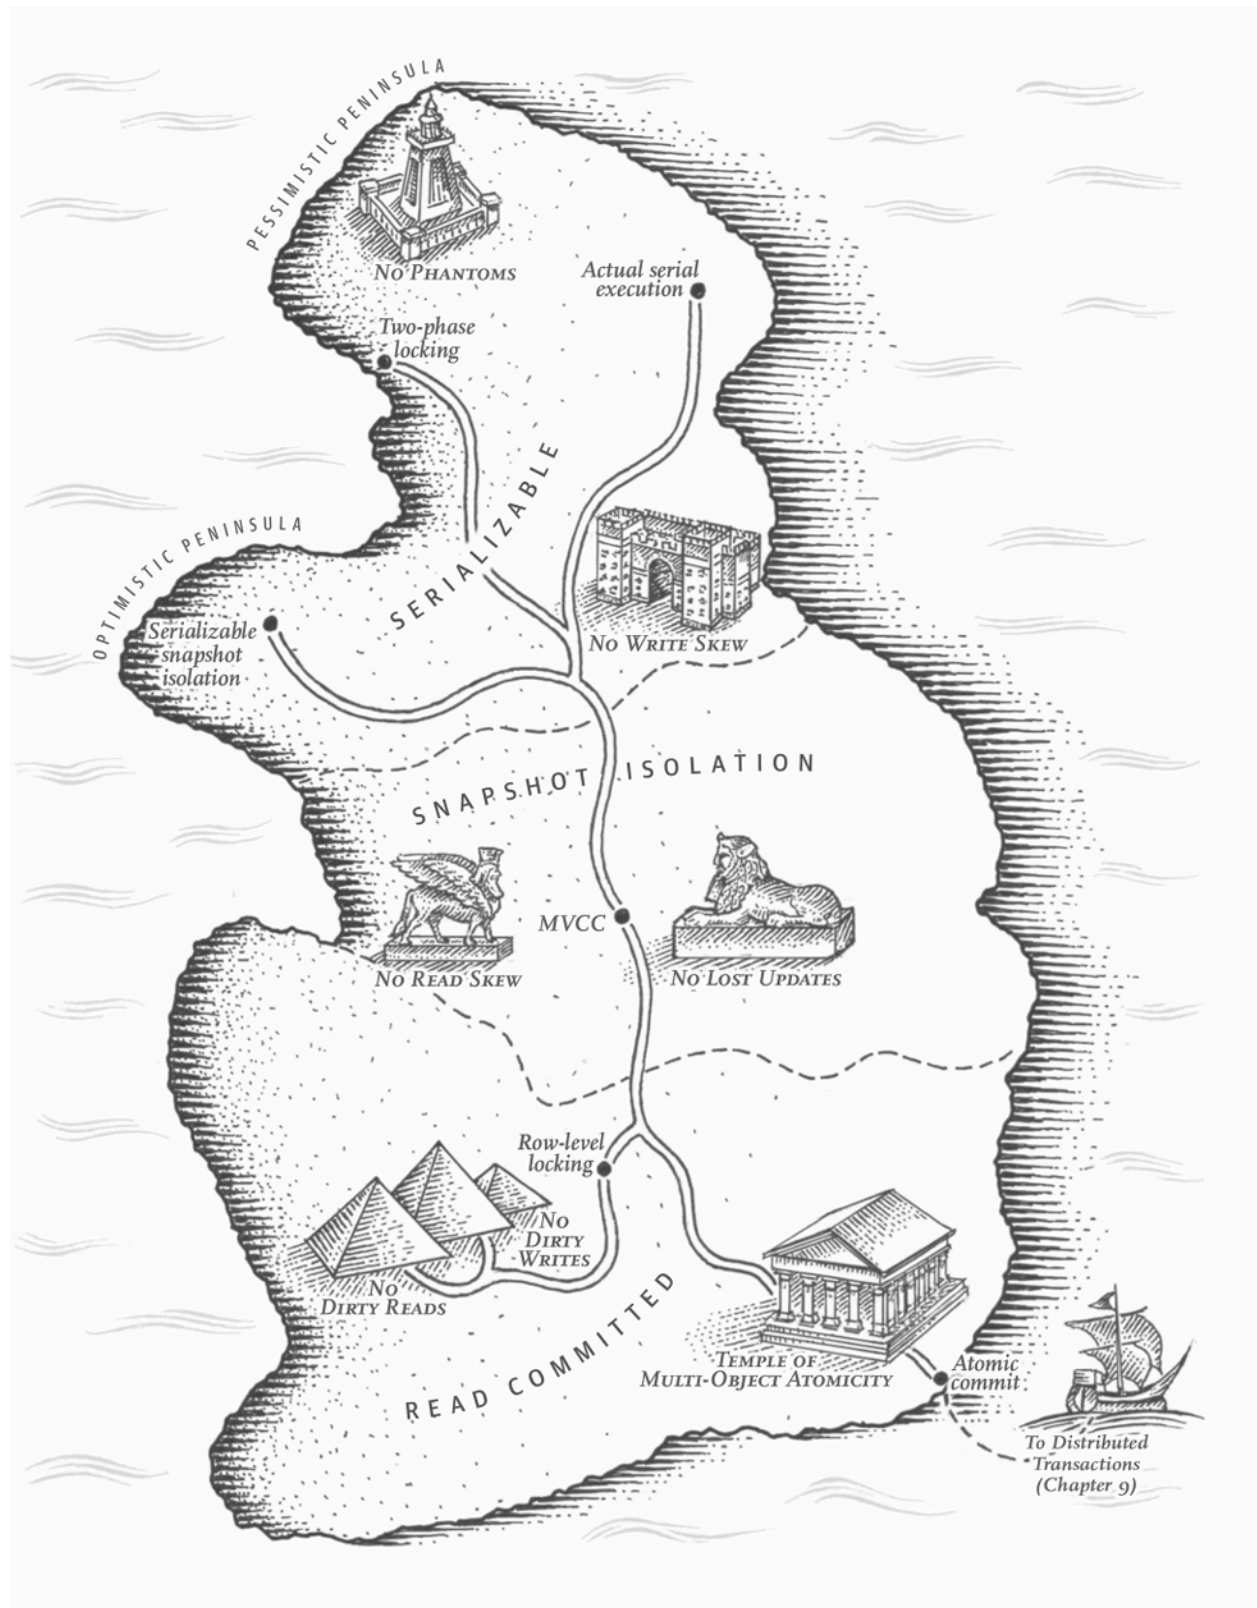 PESSIMISTIC PENINSULA
NO PHANTOMS
Actual serial
execution
Two-phase
locking
SERIALIZABLE
OPTIMISTIC PENINSULA
Serializable
snapshot
isolation
NO WRITE SKEW
SNAPSHOT ISOLATION
MVCC
NO READ SKEW
NO LOST UPDATES
Row-level
locking
NO
DIRTY
WRITES
NO
DIRTY READS
READ COMMITTED
TEMPLE OF
MULTI-OBJECT ATOMICITY
Atomic
commit
To Distributed
Transactions
(Chapter 9)